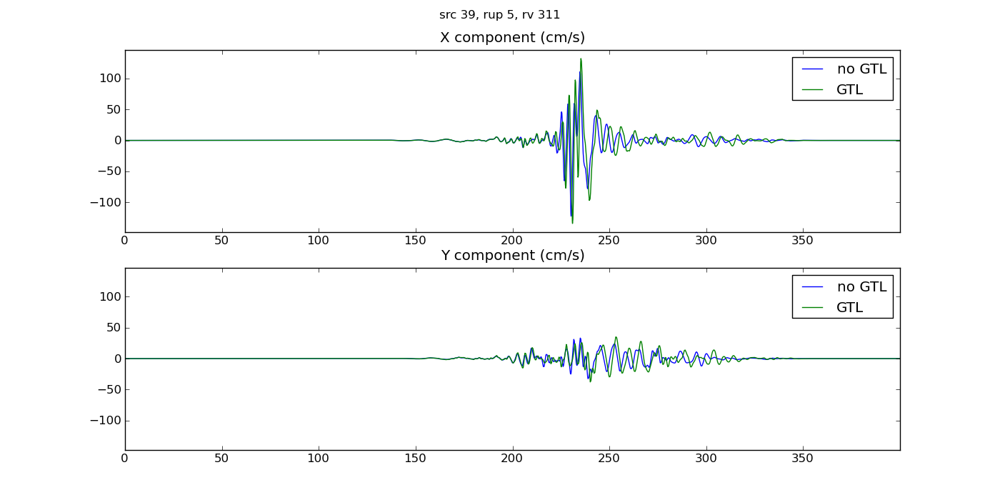 src 39, rup 5, rv 311
X component (cm/s)
100
50
0
−50
−100
no GTL
GTL
0 50 100 150 200 250 300 350
Y component (cm/s)
100
50
0
−50
−100
no GTL
GTL
0 50 100 150 200 250 300 350